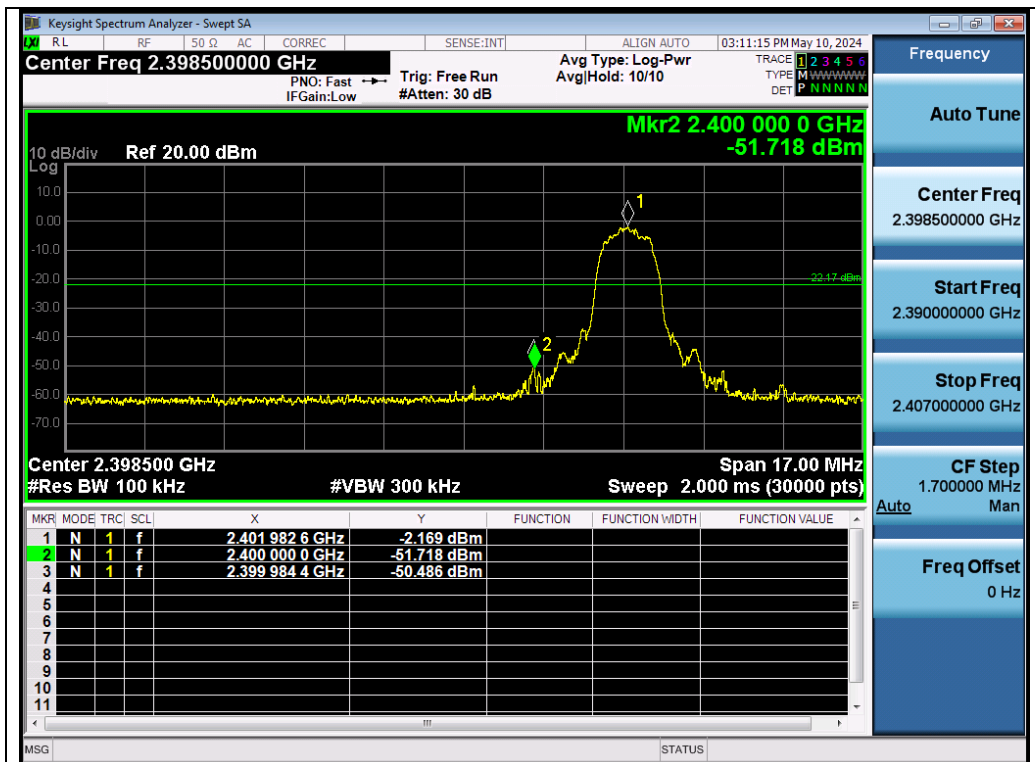 Keysight Spectrum Analyzer - Swept SA
LXI RL RF 50 Ω AC CORREC SENSE:INT ALIGN AUTO 03:11:15 PM May 10, 2024
Center Freq 2.398500000 GHz
PNO: Fast
IFGain:Low
Trig: Free Run
#Atten: 30 dB
Avg Type: Log-Pwr
Avg|Hold: 10/10
TRACE 1 2 3 4 5 6
TYPE M WWWWW
DET P N N N N N
Mkr2 2.400 000 0 GHz
-51.718 dBm
10 dB/div Ref 20.00 dBm
Log
10.0
0.00
-10.0
-20.0
-30.0
-40.0
-50.0
-60.0
-70.0
1
-22.17 dBm
2
Center 2.398500 GHz Span 17.00 MHz
#Res BW 100 kHz #VBW 300 kHz Sweep 2.000 ms (30000 pts)
MKR MODE TRC SCL X Y FUNCTION FUNCTION WIDTH FUNCTION VALUE
1 N 1 f 2.401 982 6 GHz -2.169 dBm
2 N 1 f 2.400 000 0 GHz -51.718 dBm
3 N 1 f 2.399 984 4 GHz -50.486 dBm
4
5
6
7
8
9
10
11
MSG STATUS
Frequency
Auto Tune
Center Freq
2.398500000 GHz
Start Freq
2.390000000 GHz
Stop Freq
2.407000000 GHz
CF Step
1.700000 MHz
Auto Man
Freq Offset
0 Hz